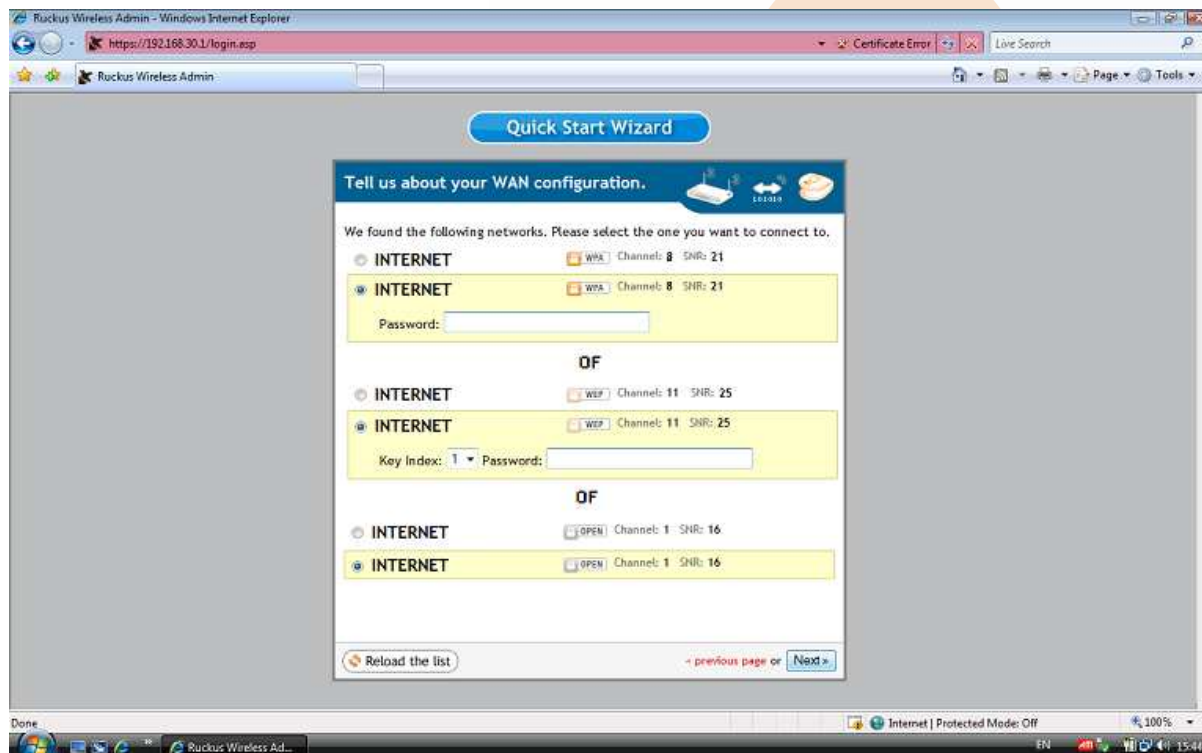 Ruckus Wireless Admin - Windows Internet Explorer
https://192.168.30.1/login.asp
Certificate Error
Live Search
Ruckus Wireless Admin
Page
Tools
Quick Start Wizard
Tell us about your WAN configuration.
101010
We found the following networks. Please select the one you want to connect to.
INTERNET WPA Channel: 8 SNR: 21
INTERNET WPA Channel: 8 SNR: 21
Password:
OF
INTERNET WEP Channel: 11 SNR: 25
INTERNET WEP Channel: 11 SNR: 25
Key Index: 1 Password:
OF
INTERNET OPEN Channel: 1 SNR: 16
INTERNET OPEN Channel: 1 SNR: 16
Reload the list
« previous page or Next »
Done
Internet | Protected Mode: Off
100%
Ruckus Wireless Ad...
EN
ATI